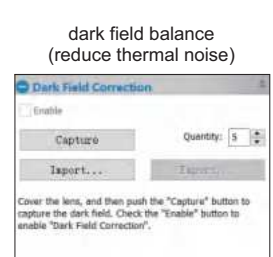 dark field balance
(reduce thermal noise)
Dark Field Correction
Enable
Capture
Quantity: 5
Import...
Cover the lens, and then push the "Capture" button to
capture the dark field. Check the "Enable" button to
enable "Dark Field Correction".